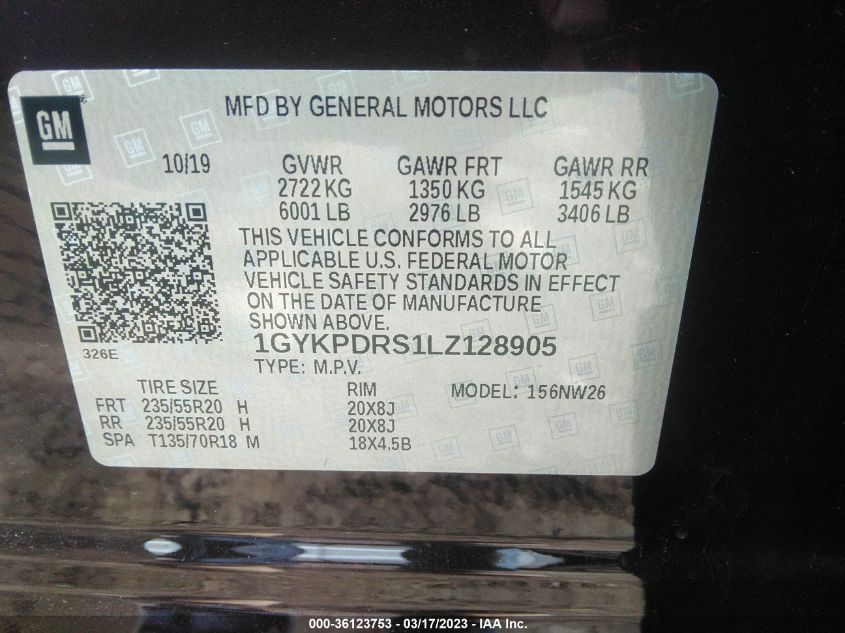 GM
MFD BY GENERAL MOTORS LLC
10/19 GVWR GAWR FRT GAWR RR
2722 KG 1350 KG 1545 KG
6001 LB 2976 LB 3406 LB
THIS VEHICLE CONFORMS TO ALL
APPLICABLE U.S. FEDERAL MOTOR
VEHICLE SAFETY STANDARDS IN EFFECT
ON THE DATE OF MANUFACTURE
SHOWN ABOVE.
326E
1GYKPDRS1LZ128905
TYPE: M.P.V.
TIRE SIZE RIM MODEL: 156NW26
FRT 235/55R20 H 20X8J
RR 235/55R20 H 20X8J
SPA T135/70R18 M 18X4.5B
000-36123753 - 03/17/2023 - IAA Inc.